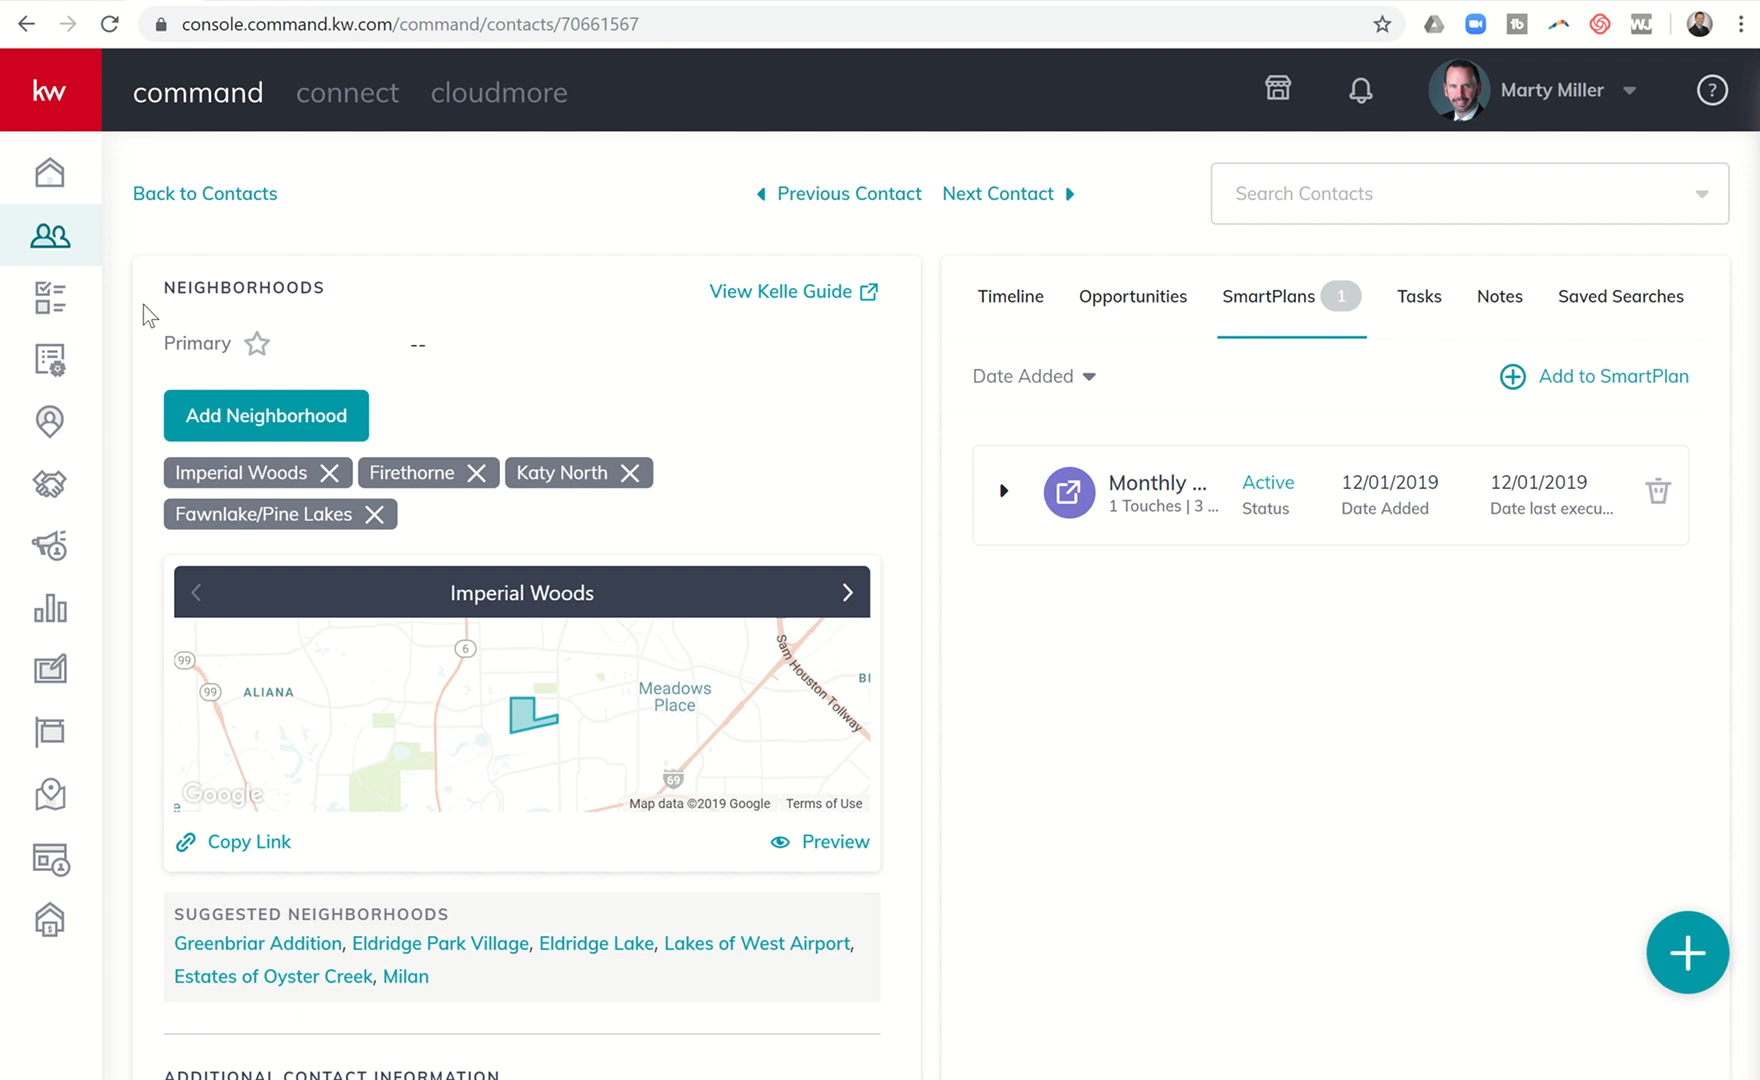 console.command.kw.com/command/contacts/70661567
kw
command
connect
cloudmore
Marty Miller
?
Back to Contacts
Previous Contact
Next Contact
Search Contacts
NEIGHBORHOODS
View Kelle Guide
Primary
--
Add Neighborhood
Imperial Woods
Firethorne
Katy North
Fawnlake/Pine Lakes
Imperial Woods
6
99
99
ALIANA
Meadows
Place
Sam Houston Tollway
BI
69
e
Google
Map data ©2019 Google
Terms of Use
Copy Link
Preview
SUGGESTED NEIGHBORHOODS
Greenbriar Addition, Eldridge Park Village, Eldridge Lake, Lakes of West Airport,
Estates of Oyster Creek, Milan
ADDITIONAL CONTACT INFORMATION
Timeline
Opportunities
SmartPlans 1
Tasks
Notes
Saved Searches
Date Added
Add to SmartPlan
Monthly ...
1 Touches | 3 ...
Active
Status
12/01/2019
Date Added
12/01/2019
Date last execu...